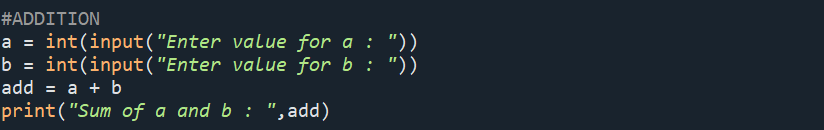 #ADDITION
a = int(input("Enter value for a : "))
b = int(input("Enter value for b : "))
add = a + b
print("Sum of a and b : ",add)